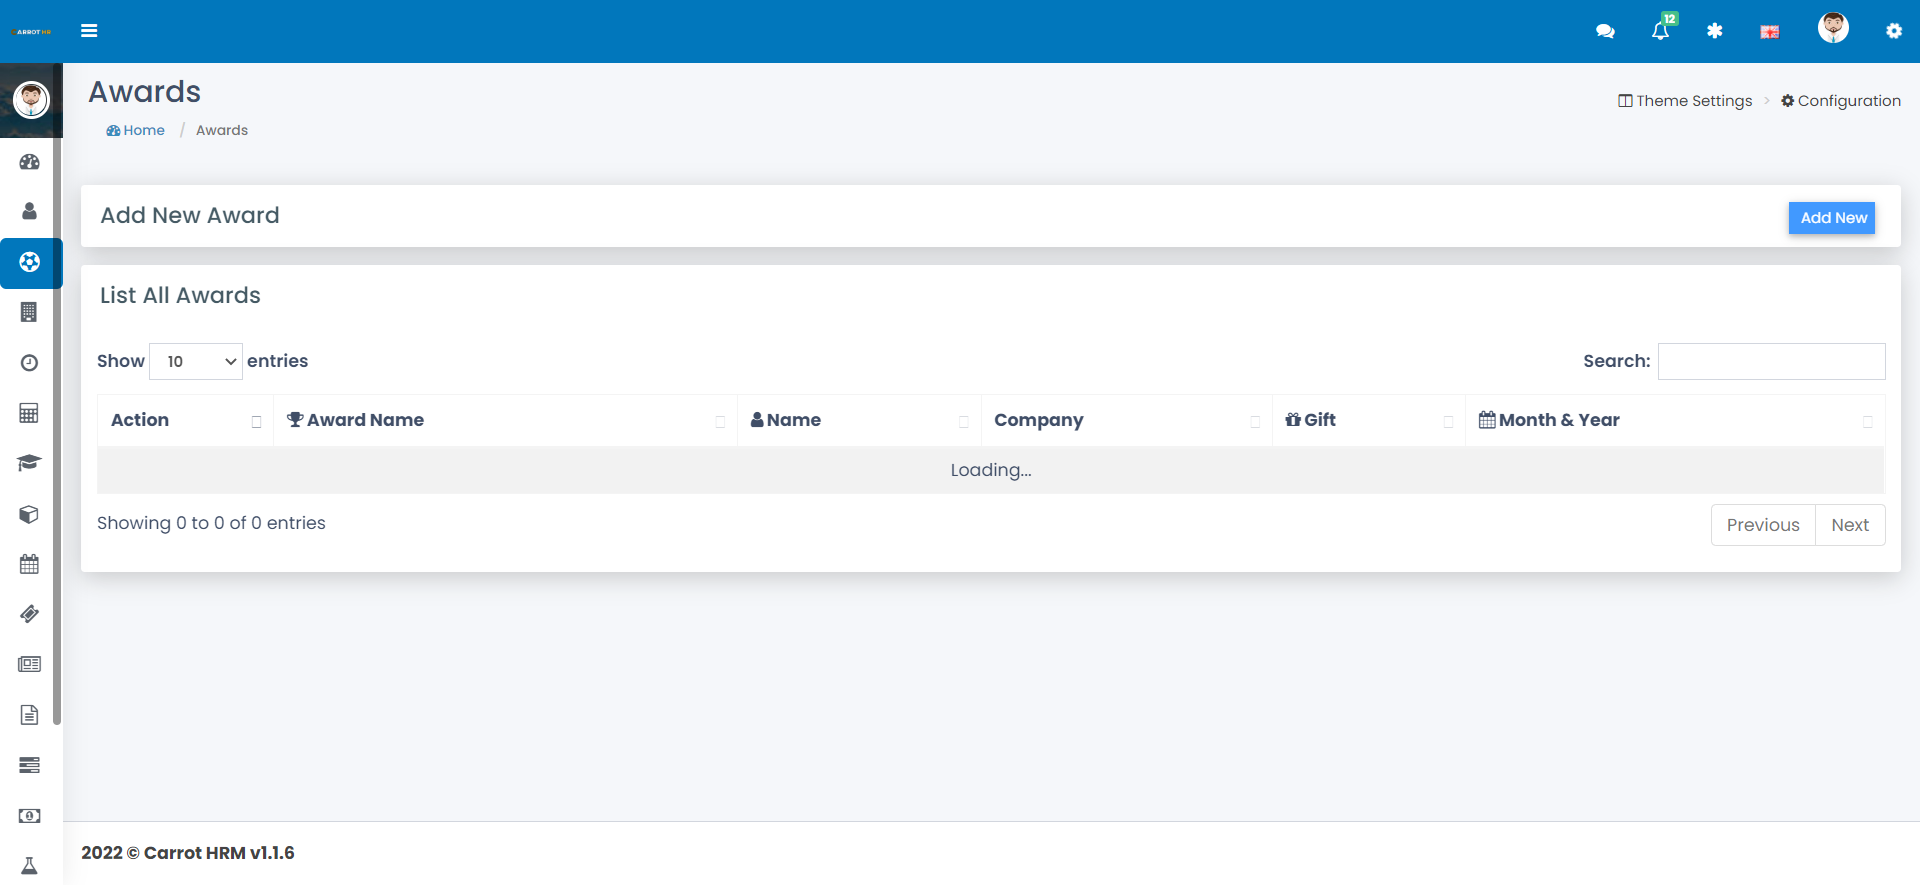 ARROT HR
12
Awards
Theme Settings > Configuration
Home / Awards
Add New Award
Add New
List All Awards
Show 10 entries
Search:
Action Award Name Name Company Gift Month & Year
Loading...
Showing 0 to 0 of 0 entries
Previous Next
2022 © Carrot HRM v1.1.6